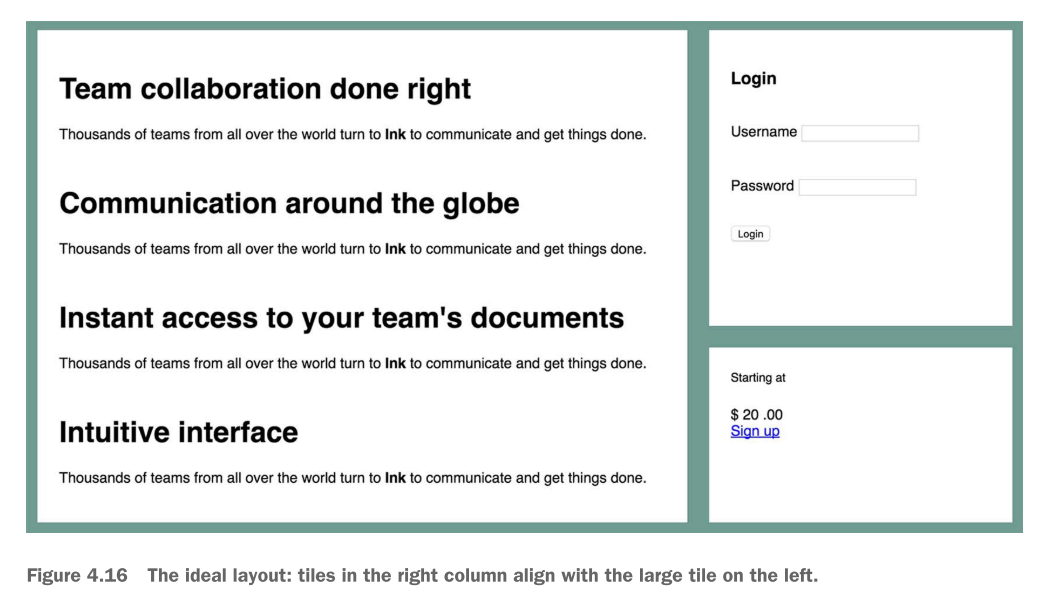 Team collaboration done right
Thousands of teams from all over the world turn to Ink to communicate and get things done.
Communication around the globe
Thousands of teams from all over the world turn to Ink to communicate and get things done.
Instant access to your team's documents
Thousands of teams from all over the world turn to Ink to communicate and get things done.
Intuitive interface
Thousands of teams from all over the world turn to Ink to communicate and get things done.
Login
Username
Password
Login
Starting at
$ 20 .00
Sign up
Figure 4.16 The ideal layout: tiles in the right column align with the large tile on the left.